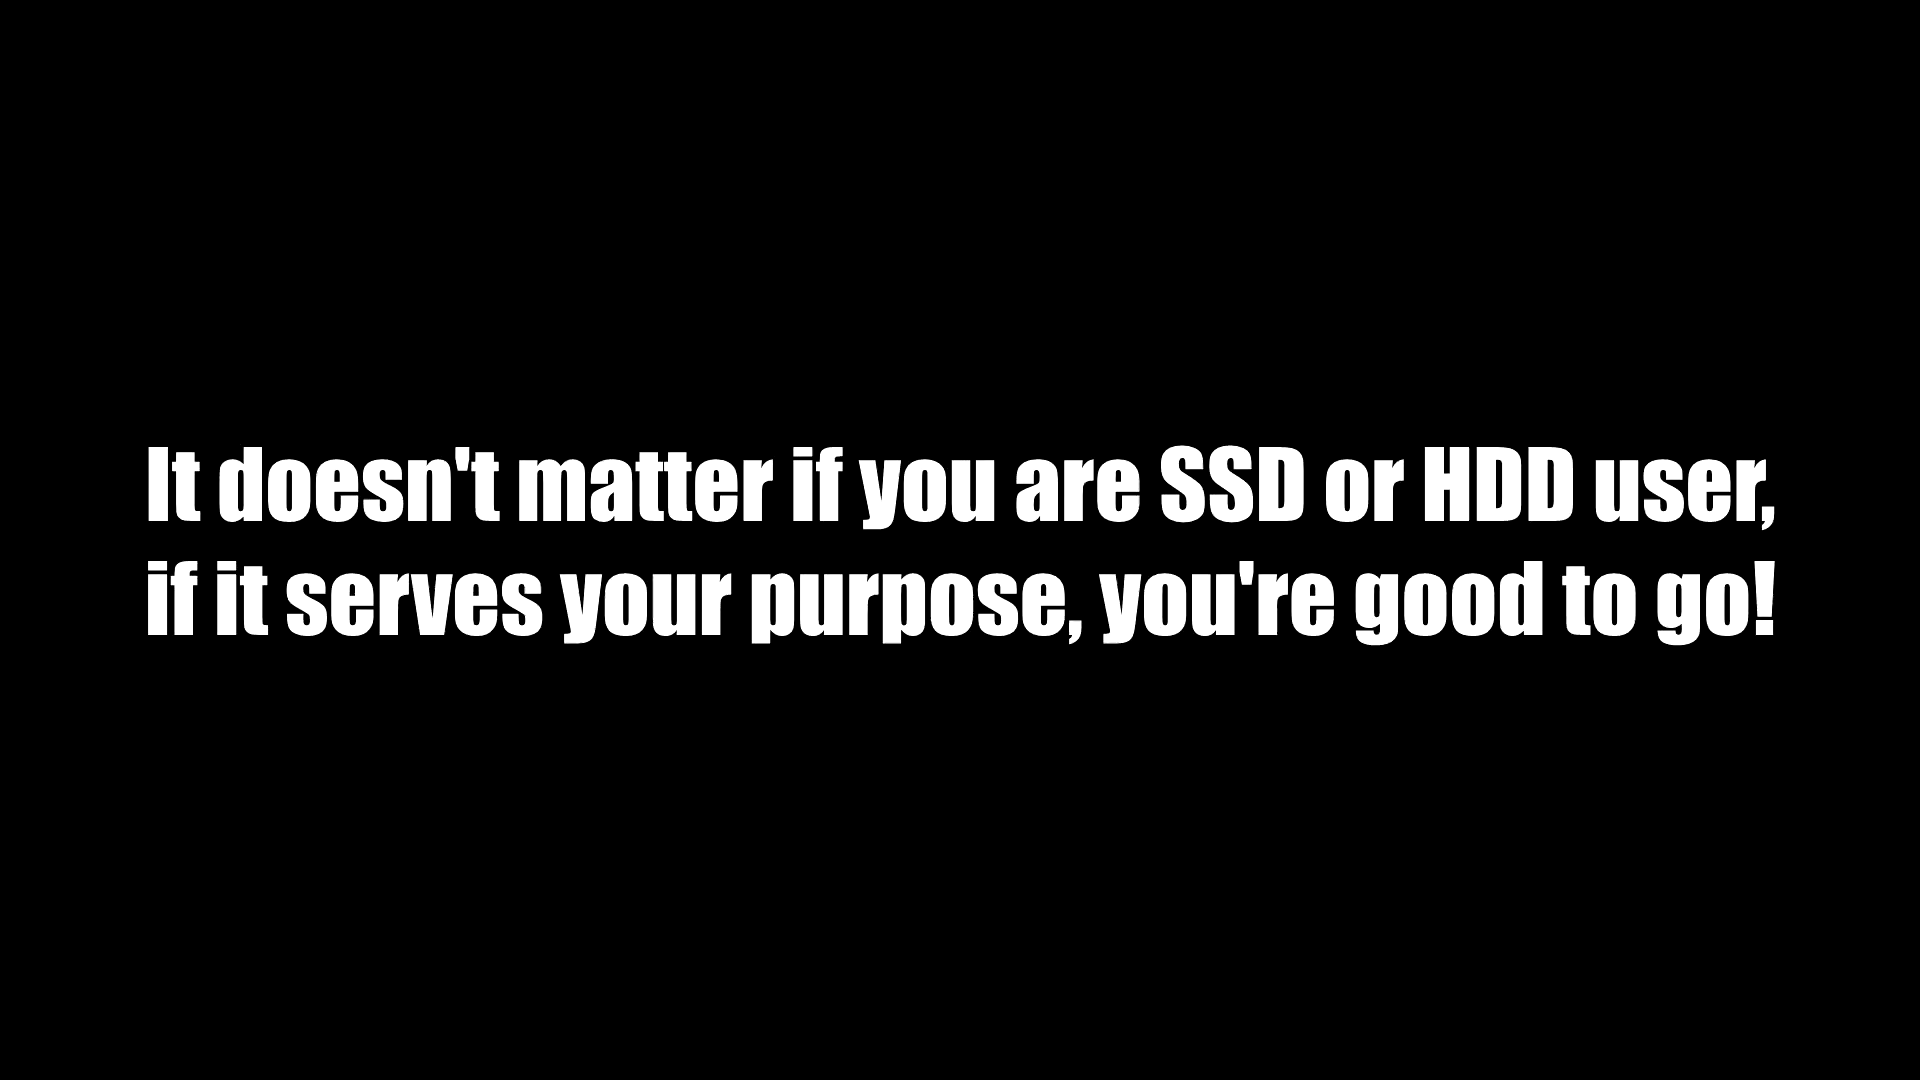 It doesn't matter if you are SSD or HDD user,
if it serves your purpose, you're good to go!